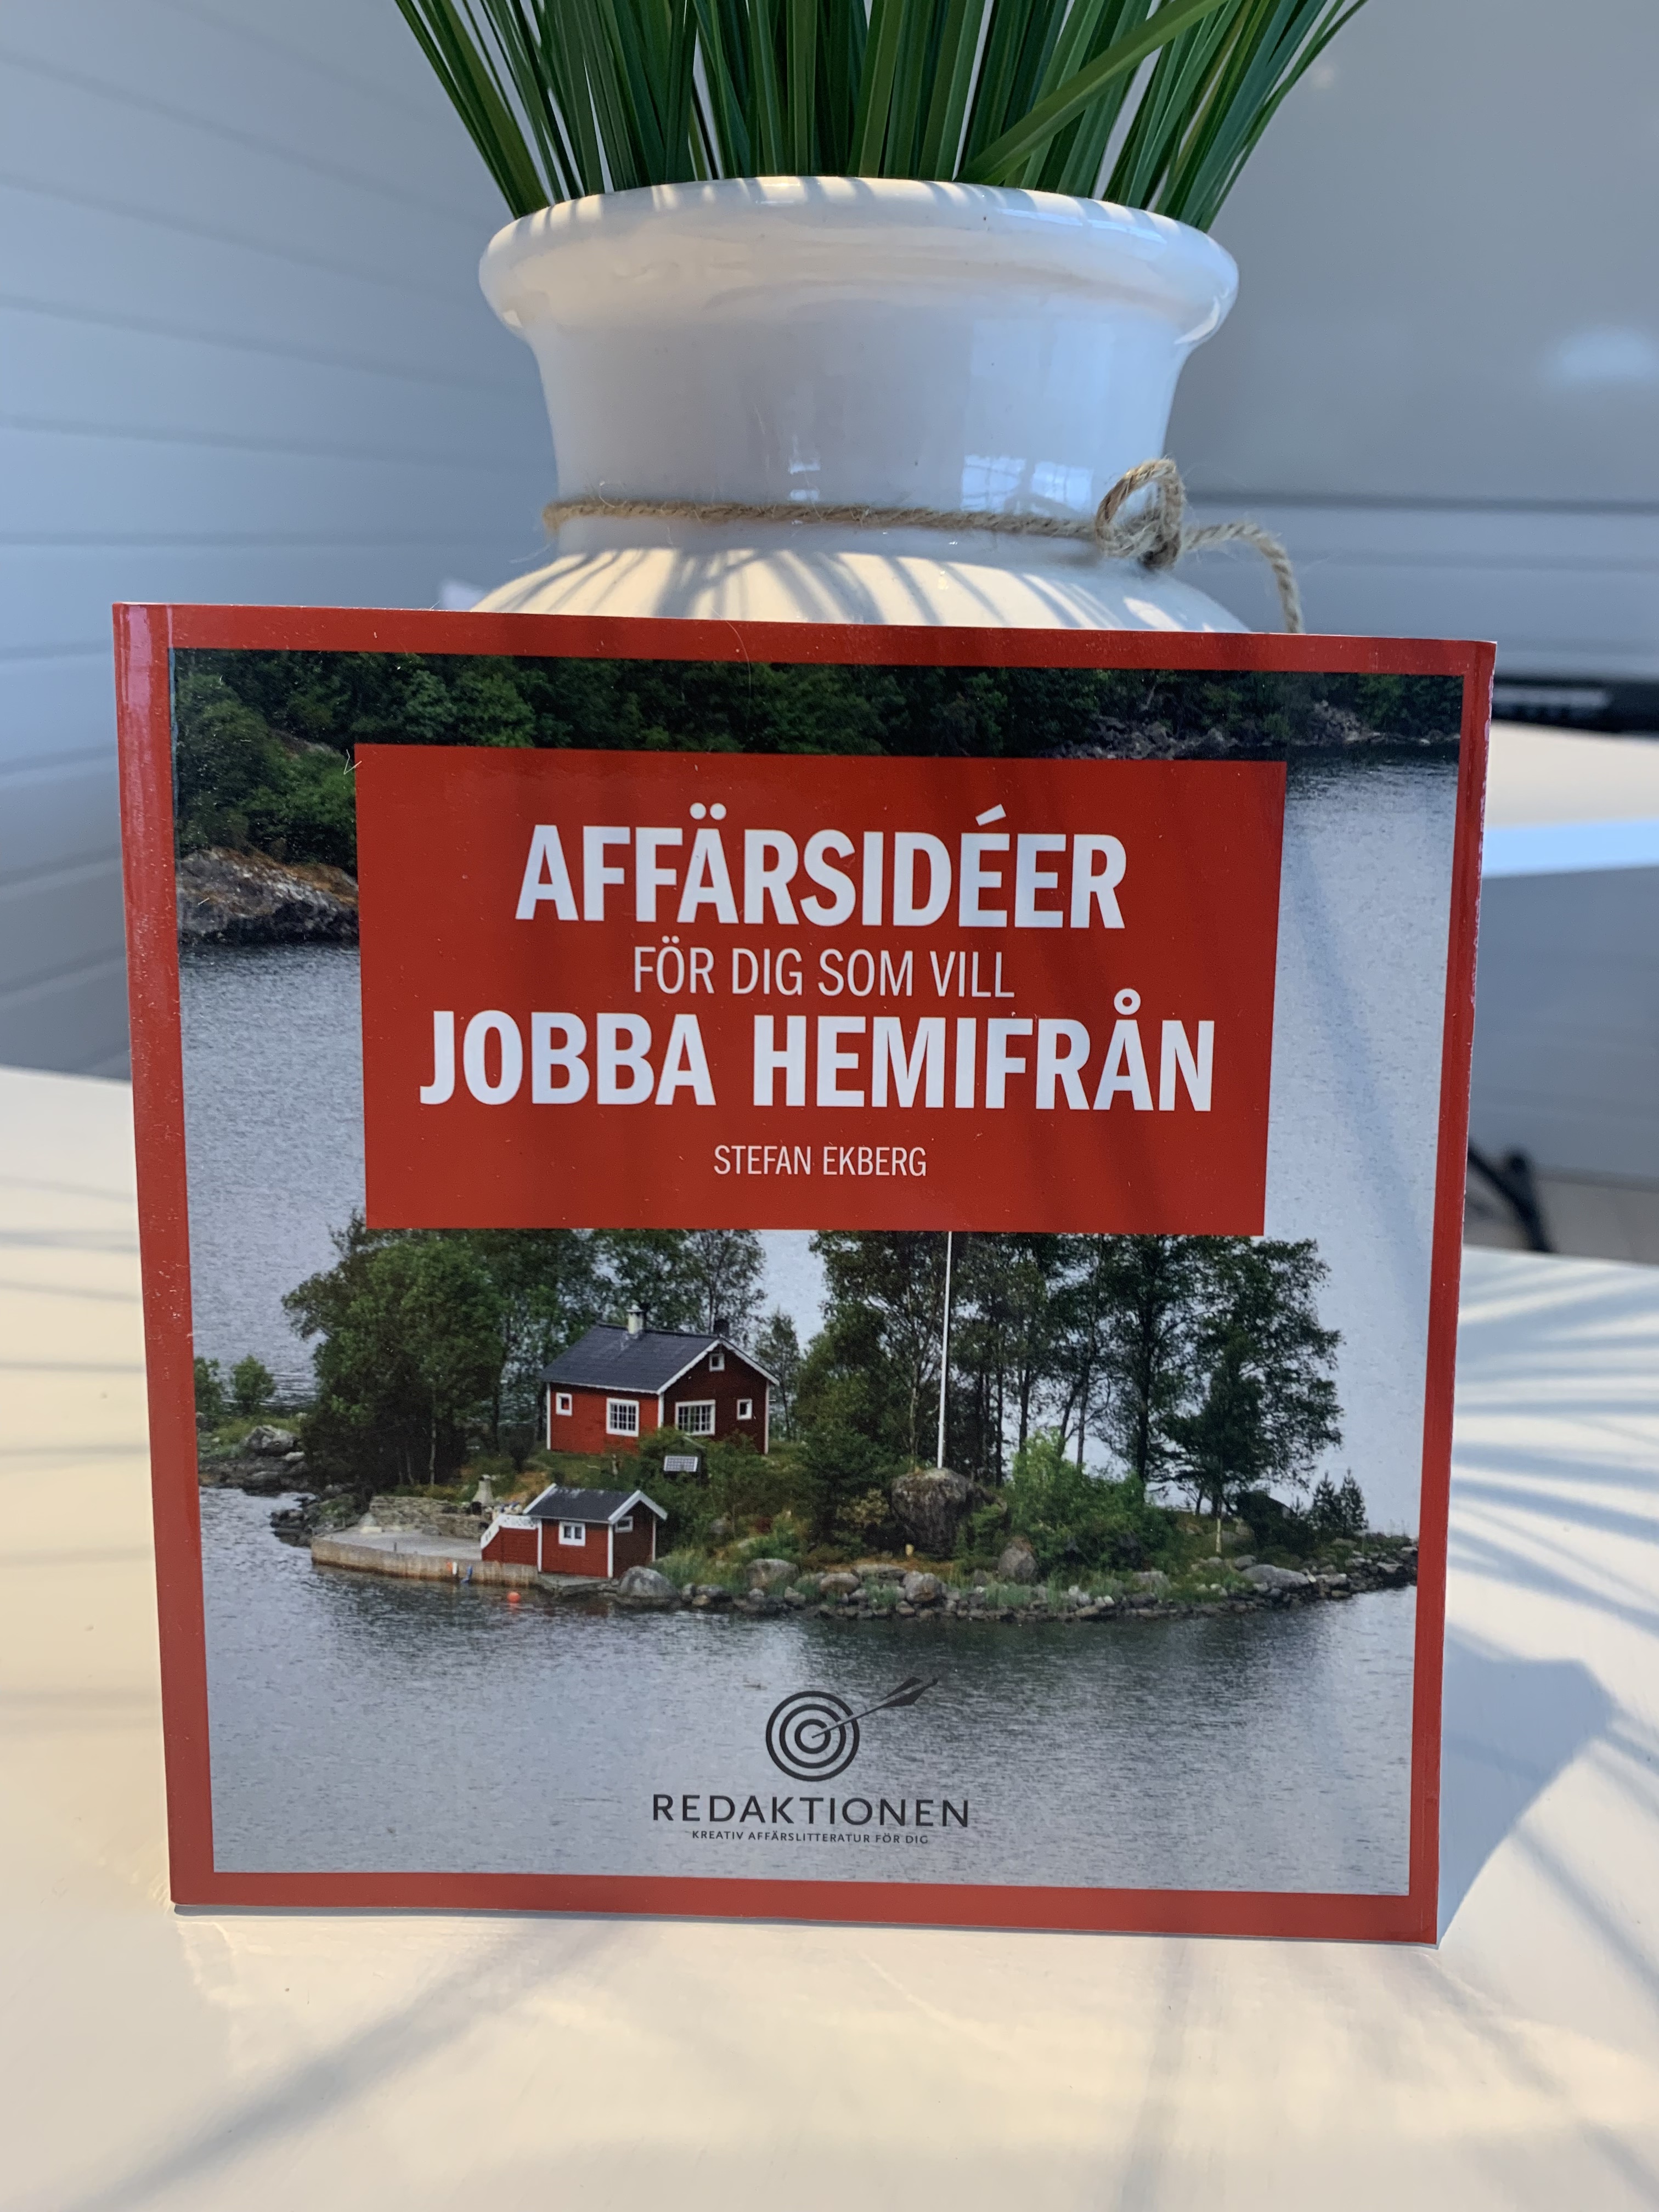 AFFÄRSIDÉER
FÖR DIG SOM VILL
JOBBA HEMIFRÅN
STEFAN EKBERG
REDAKTIONEN
KREATIV AFFÄRSLITTERATUR FÖR DIG